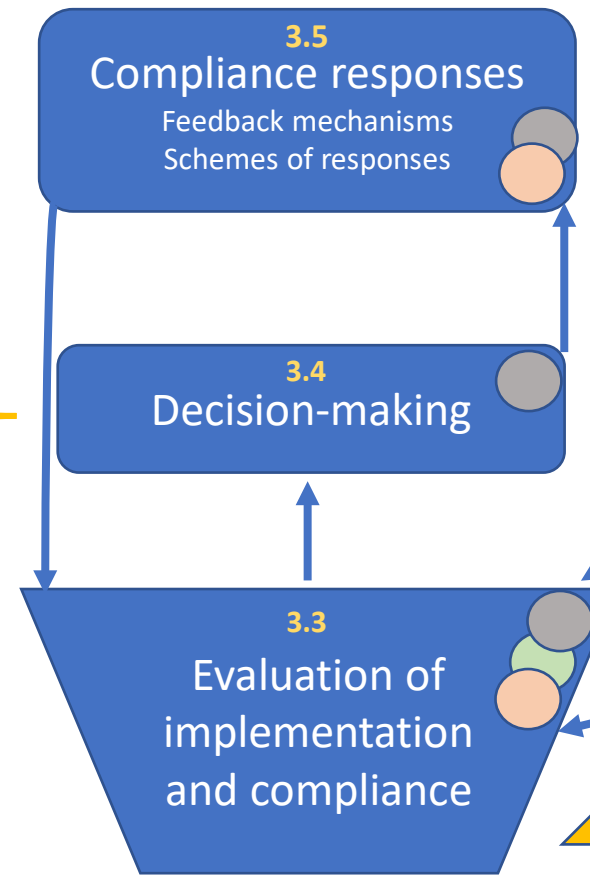 3.5
Compliance responses
Feedback mechanisms
Schemes of responses
3.4
Decision-making
3.3
Evaluation of
implementation
and compliance